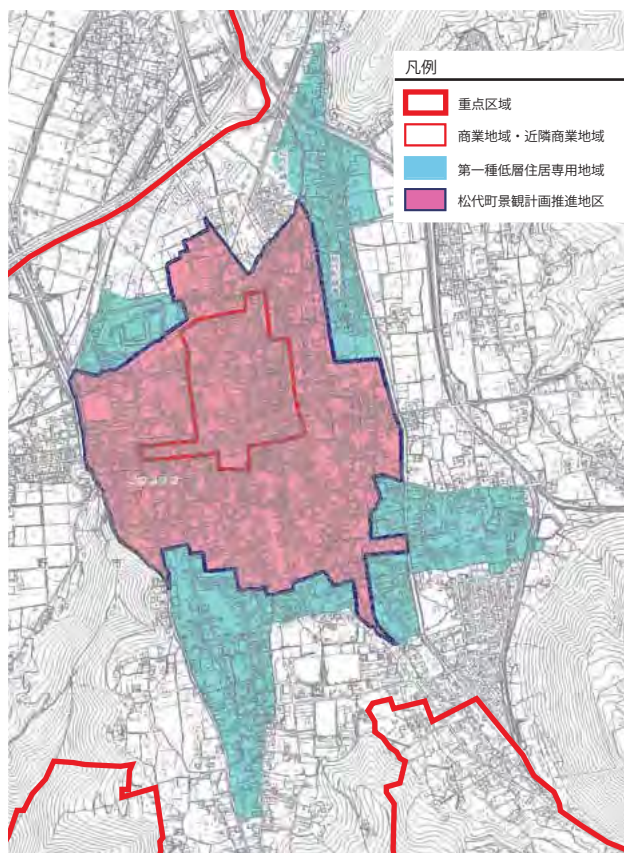 凡例
重点区域
商業地域・近隣商業地域
第一種低層住居専用地域
松代町景観計画推進地区